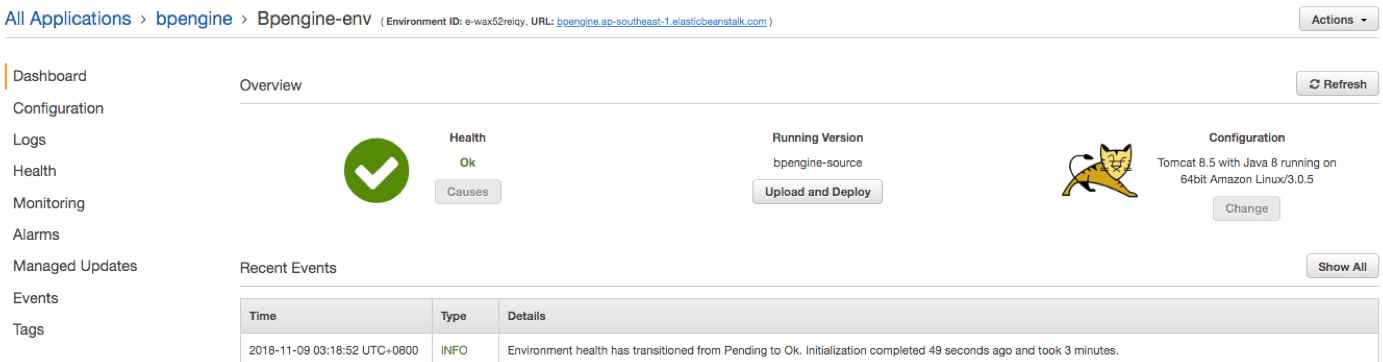 All Applications > bpengine > Bpengine-env ( Environment ID: e-wax52reiqy, URL: bpengine.ap-southeast-1.elasticbeanstalk.com )
Actions
Dashboard
Configuration
Logs
Health
Monitoring
Alarms
Managed Updates
Events
Tags
Overview
Refresh
Health
Ok
Causes
Running Version
bpengine-source
Upload and Deploy
Configuration
Tomcat 8.5 with Java 8 running on
64bit Amazon Linux/3.0.5
Change
Recent Events
Show All
Time Type Details
2018-11-09 03:18:52 UTC+0800 INFO Environment health has transitioned from Pending to Ok. Initialization completed 49 seconds ago and took 3 minutes.